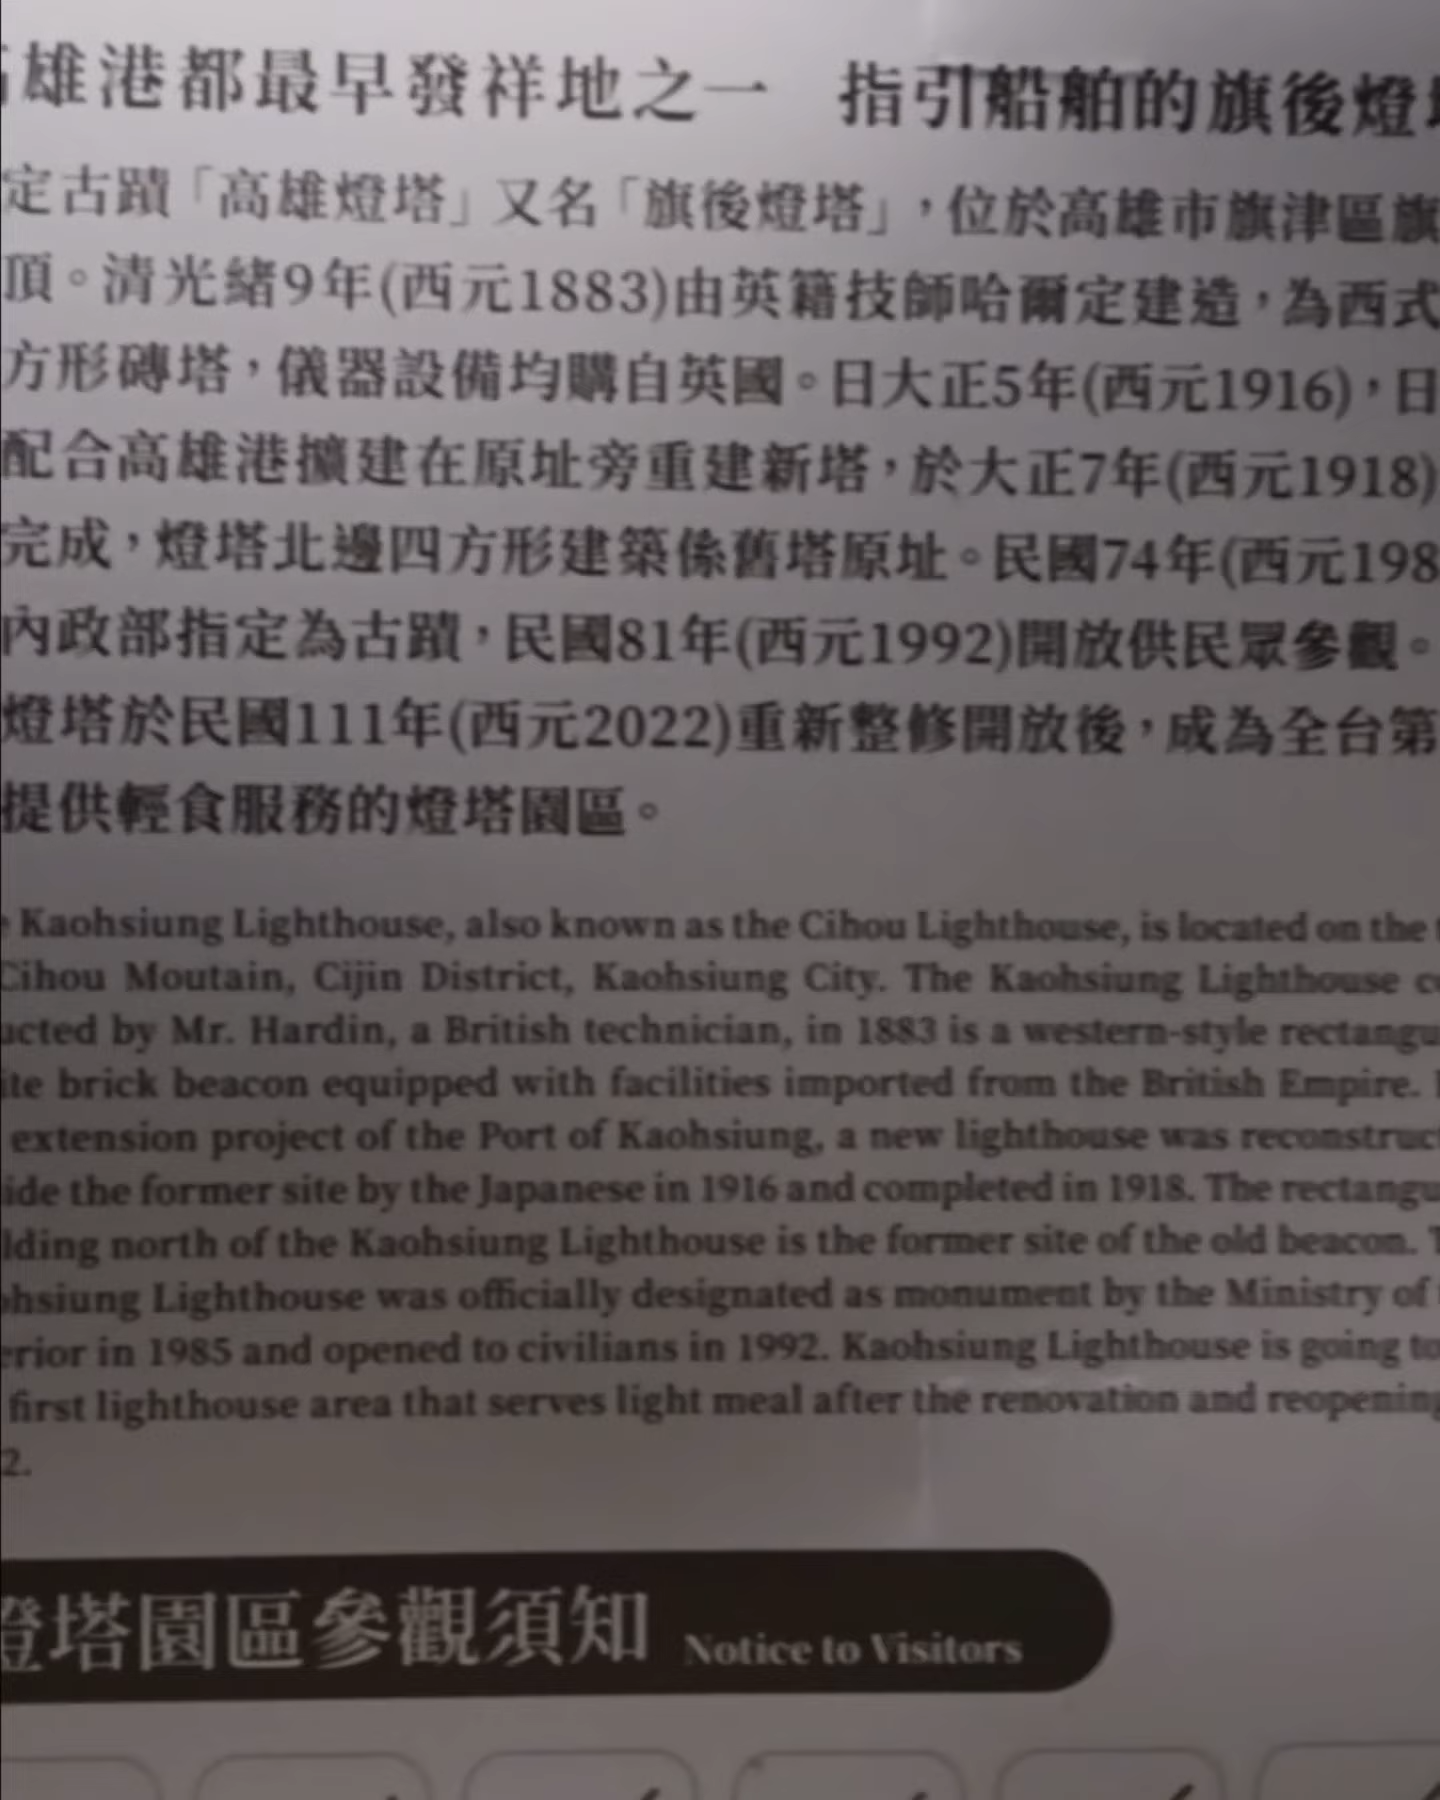 雄港都最早發祥地之一 指引船舶的旗後燈
定古蹟「高雄燈塔」又名「旗後燈塔」，位於高雄市旗津區旗
頂。清光緒9年(西元1883)由英籍技師哈爾定建造，為西式
方形磚塔，儀器設備均購自英國。日大正5年(西元1916)，日
配合高雄港擴建在原址旁重建新塔，於大正7年(西元1918)
完成，燈塔北邊四方形建築係舊塔原址。民國74年(西元198
內政部指定為古蹟，民國81年(西元1992)開放供民眾參觀。
燈塔於民國111年(西元2022)重新整修開放後，成為全台第
提供輕食服務的燈塔園區。
Kaohsiung Lighthouse, also known as the Cihou Lighthouse, is located on the
Cihou Moutain, Cijin District, Kaohsiung City. The Kaohsiung Lighthouse co
ucted by Mr. Hardin, a British technician, in 1883 is a western-style rectangu
ite brick beacon equipped with facilities imported from the British Empire.
extension project of the Port of Kaohsiung, a new lighthouse was reconstruct
ide the former site by the Japanese in 1916 and completed in 1918. The rectangu
lding north of the Kaohsiung Lighthouse is the former site of the old beacon.
ohsiung Lighthouse was officially designated as monument by the Ministry of
erior in 1985 and opened to civilians in 1992. Kaohsiung Lighthouse is going to
first lighthouse area that serves light meal after the renovation and reopening
2.
燈塔園區參觀須知 Notice to Visitors